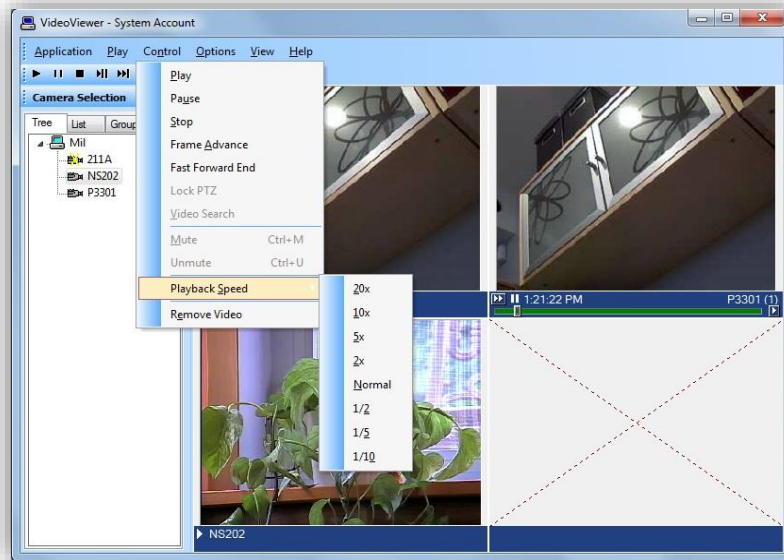 VideoViewer - System Account
Application Play Control Options View Help
Camera Selection
Tree List Group
Mil
211A
NS202
P3301
Play
Pause
Stop
Frame Advance
Fast Forward End
Lock PTZ
Video Search
Mute Ctrl+M
Unmute Ctrl+U
Playback Speed
Remove Video
20x
10x
5x
2x
Normal
1/2
1/5
1/10
1:21:22 PM P3301 (1)
NS202